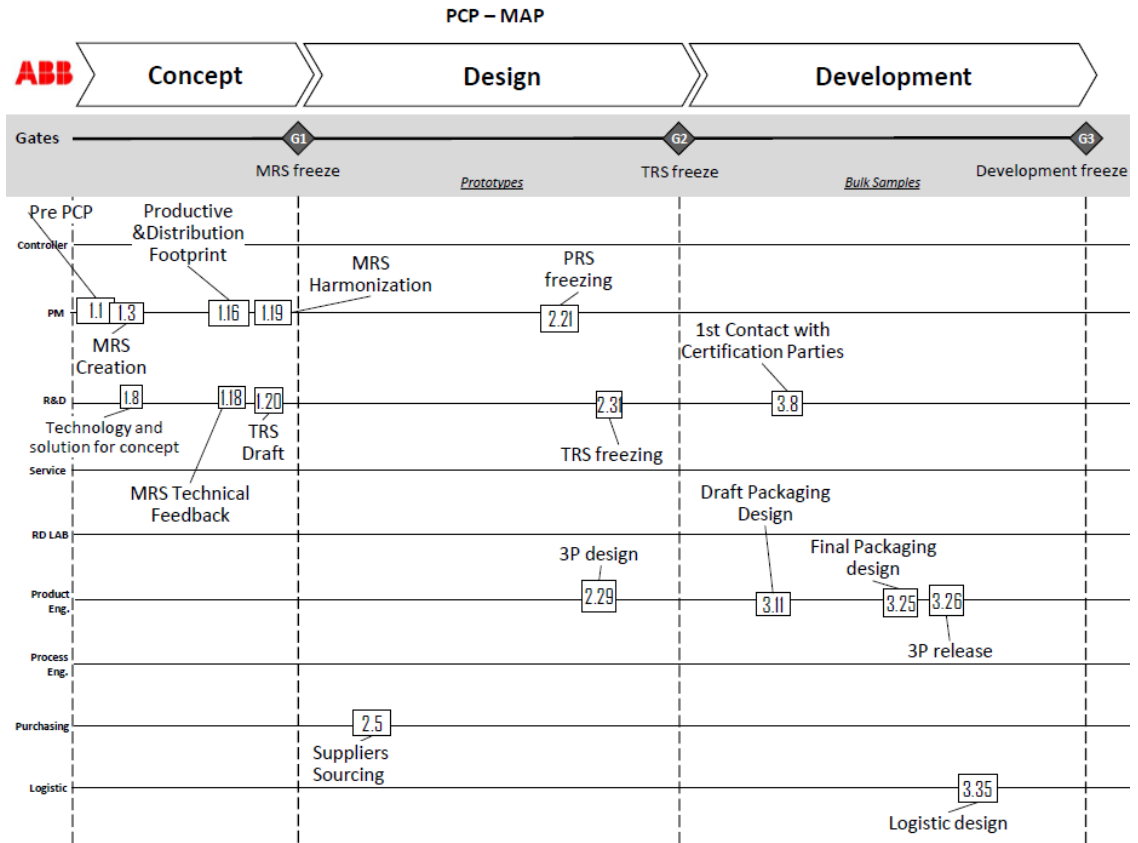 PCP – MAP
ABB
Concept
Design
Development
Gates
G1
G2
G3
MRS freeze
Prototypes
TRS freeze
Bulk Samples
Development freeze
Pre PCP
Productive
&Distribution
Footprint
Controller
MRS
Harmonization
PRS
freezing
PM
1.1
1.3
1.16
1.19
2.21
MRS
Creation
1st Contact with
Certification Parties
R&D
1.8
1.18
1.20
2.31
3.8
Technology and
solution for concept
TRS
Draft
TRS freezing
Service
MRS Technical
Feedback
Draft Packaging
Design
RD LAB
3P design
Final Packaging
design
Product
Eng.
2.29
3.11
3.25
3.26
3P release
Process
Eng.
Purchasing
2.5
Suppliers
Sourcing
Logistic
3.35
Logistic design